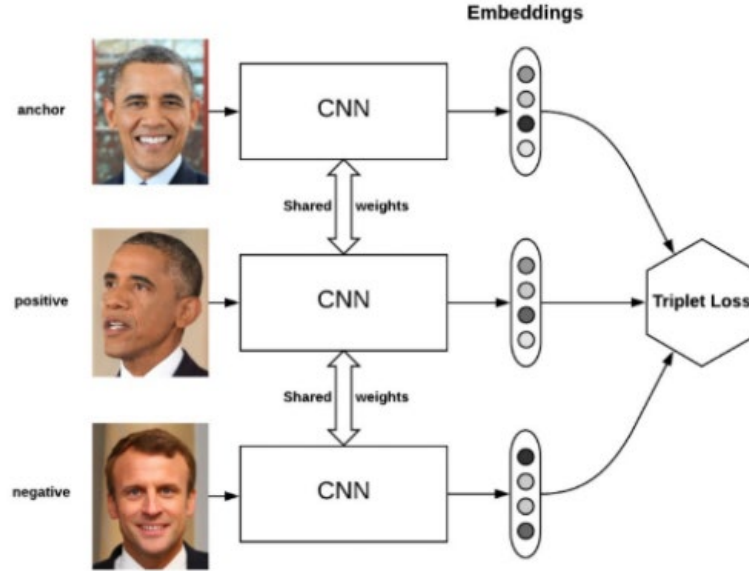 Embeddings
anchor
CNN
Shared weights
positive
CNN
Triplet Loss
Shared weights
negative
CNN